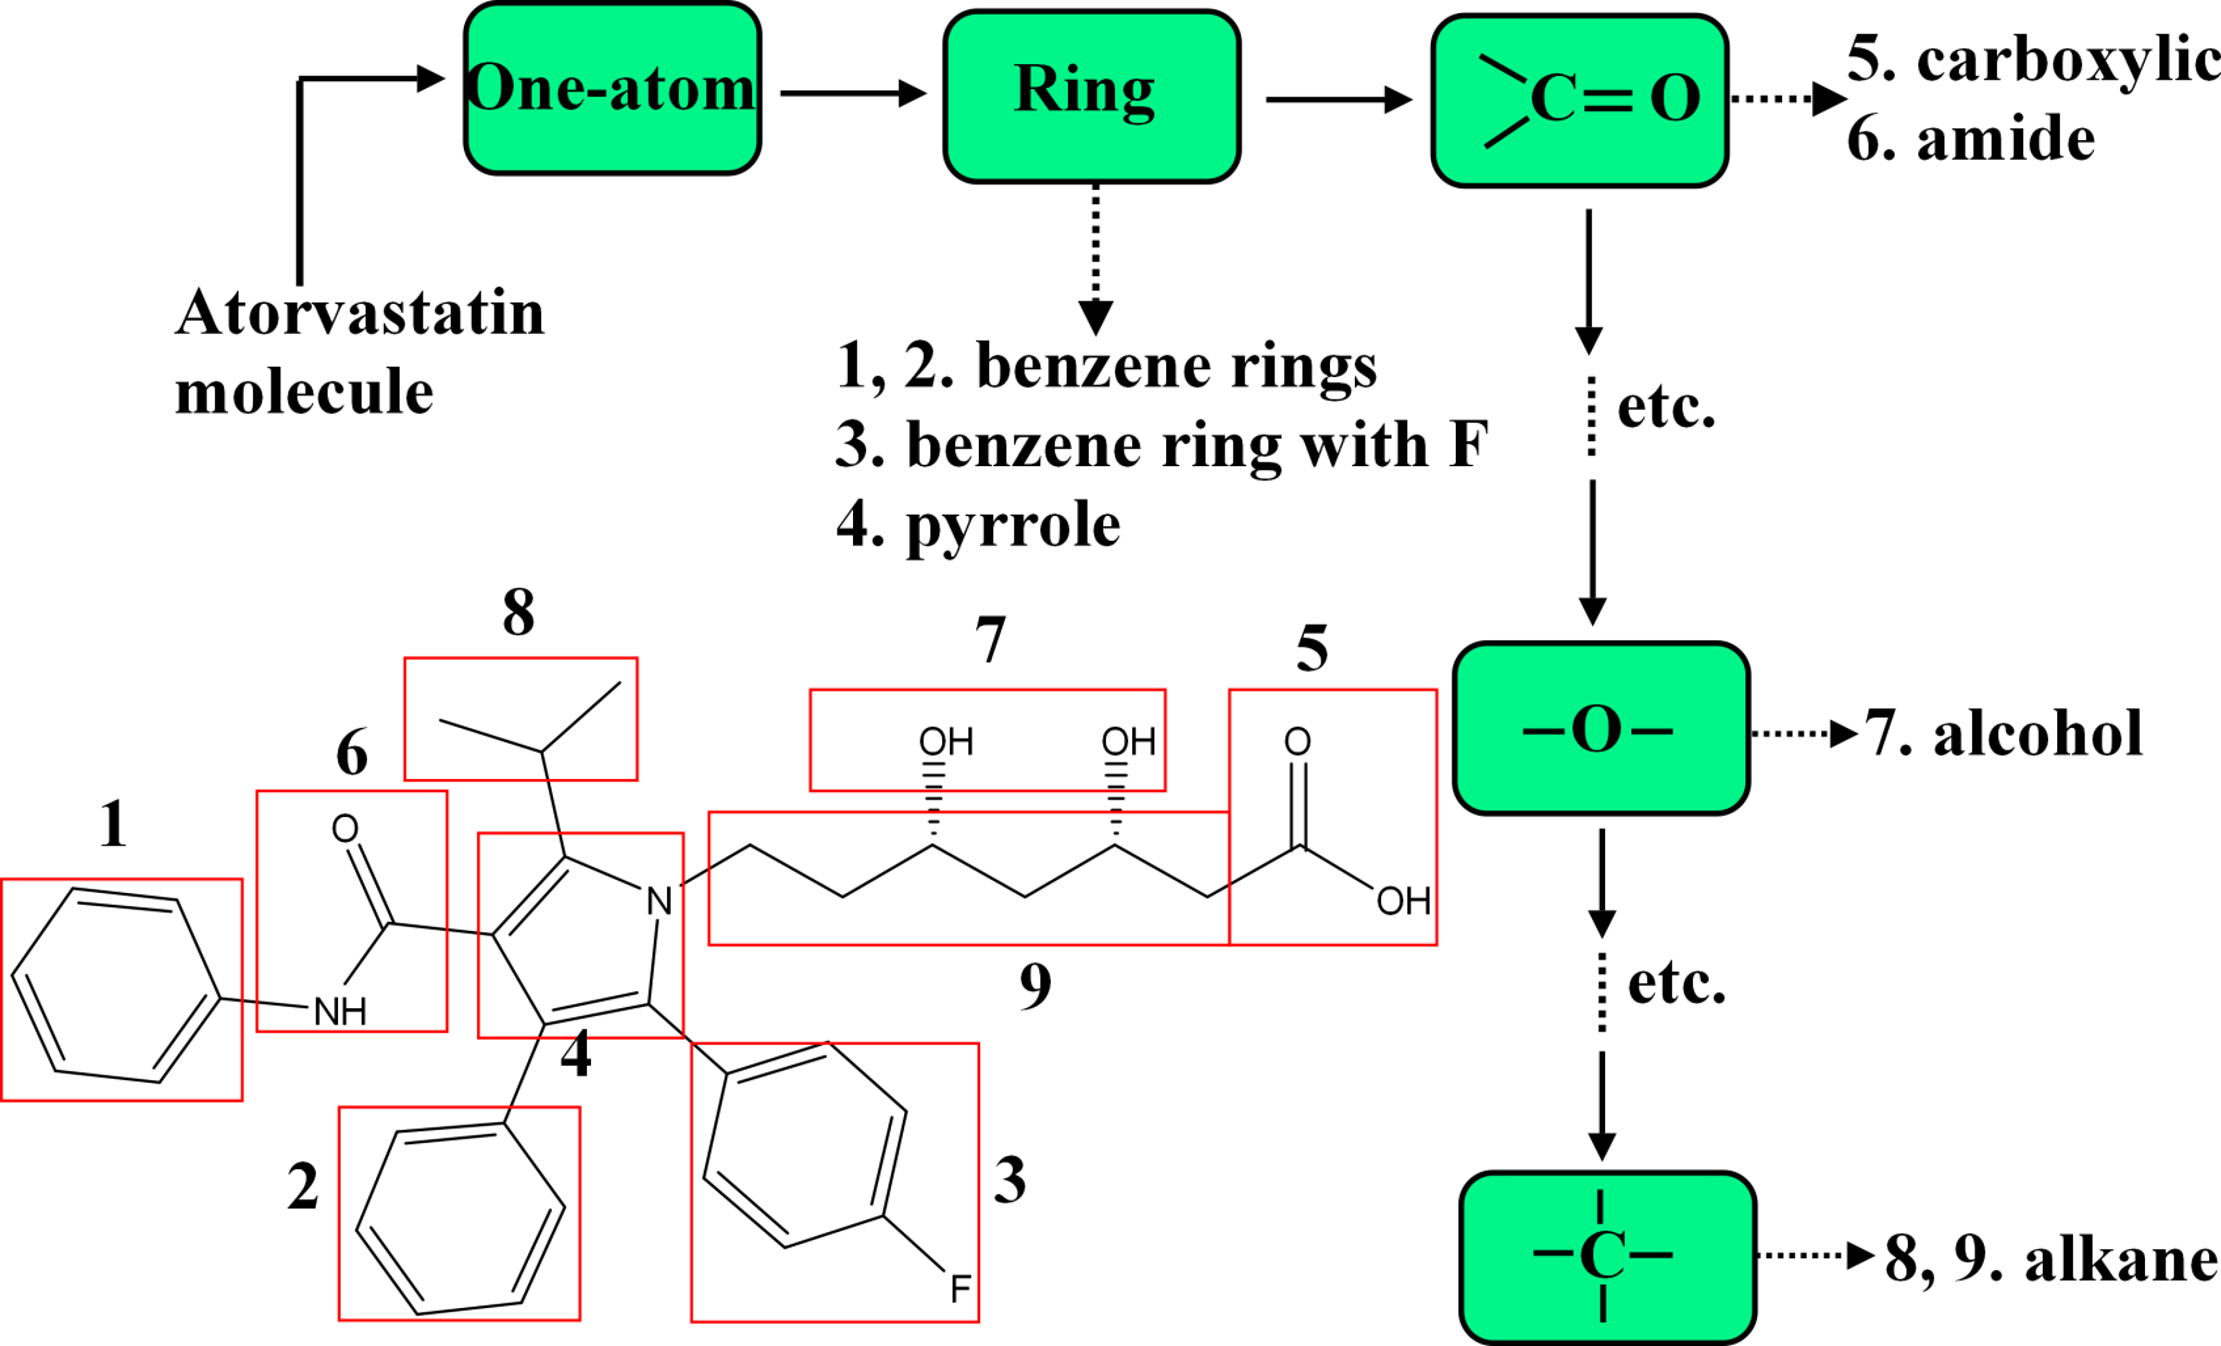 One-atom
Ring
C=O
5. carboxylic
6. amide
Atorvastatin
molecule
1, 2. benzene rings
3. benzene ring with F
4. pyrrole
etc.
8
7
5
6
1
OH
OH
O
O
N
OH
NH
9
4
2
3
F
–O–
7. alcohol
etc.
C
8, 9. alkane